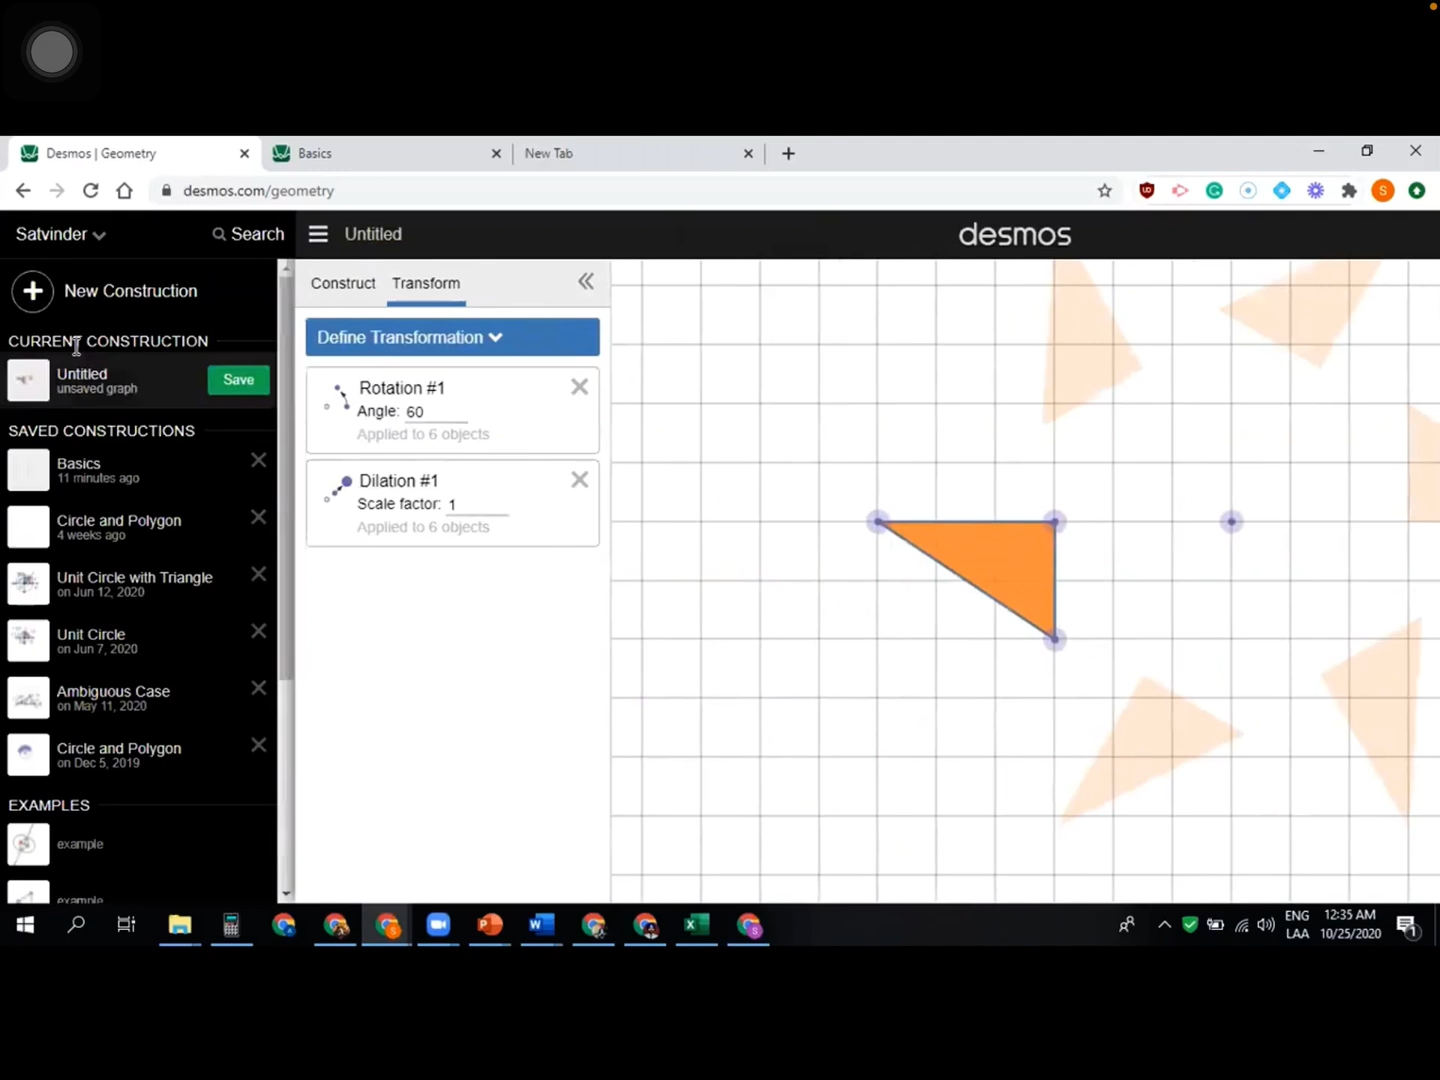 Desmos | Geometry
Basics
New Tab
desmos.com/geometry
S
Satvinder
Search
Untitled
desmos
New Construction
CURRENT CONSTRUCTION
Untitled
unsaved graph
Save
SAVED CONSTRUCTIONS
Basics
11 minutes ago
Circle and Polygon
4 weeks ago
Unit Circle with Triangle
on Jun 12, 2020
Unit Circle
on Jun 7, 2020
Ambiguous Case
on May 11, 2020
Circle and Polygon
on Dec 5, 2019
EXAMPLES
example
example
Construct
Transform
Define Transformation
Rotation #1
Angle: 60
Applied to 6 objects
Dilation #1
Scale factor: 1
Applied to 6 objects
ENG
LAA
12:35 AM
10/25/2020
1